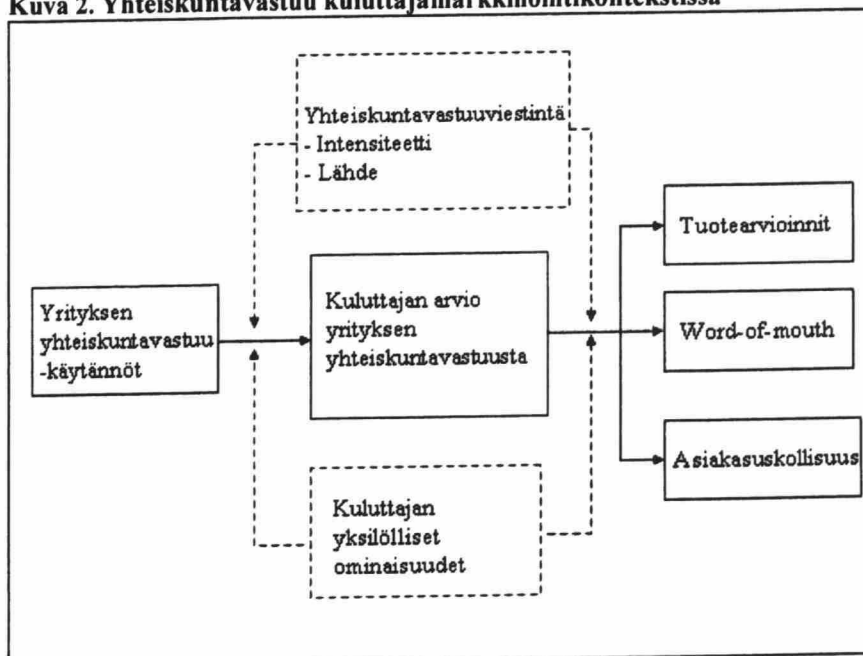 Kuva 2. Yhteiskuntavastuu kuluttajamarkkinointikontekstissa
Yhteiskuntavastuuviestintä
- Intensiteetti
- Lähde
Yrityksen
yhteiskuntavastuu
-käytännöt
Kuluttajan arvio
yrityksen
yhteiskuntavastuusta
Kuluttajan
yksilölliset
ominaisuudet
Tuotearvioinnit
Word-of-mouth
Asiakasuskollisuus